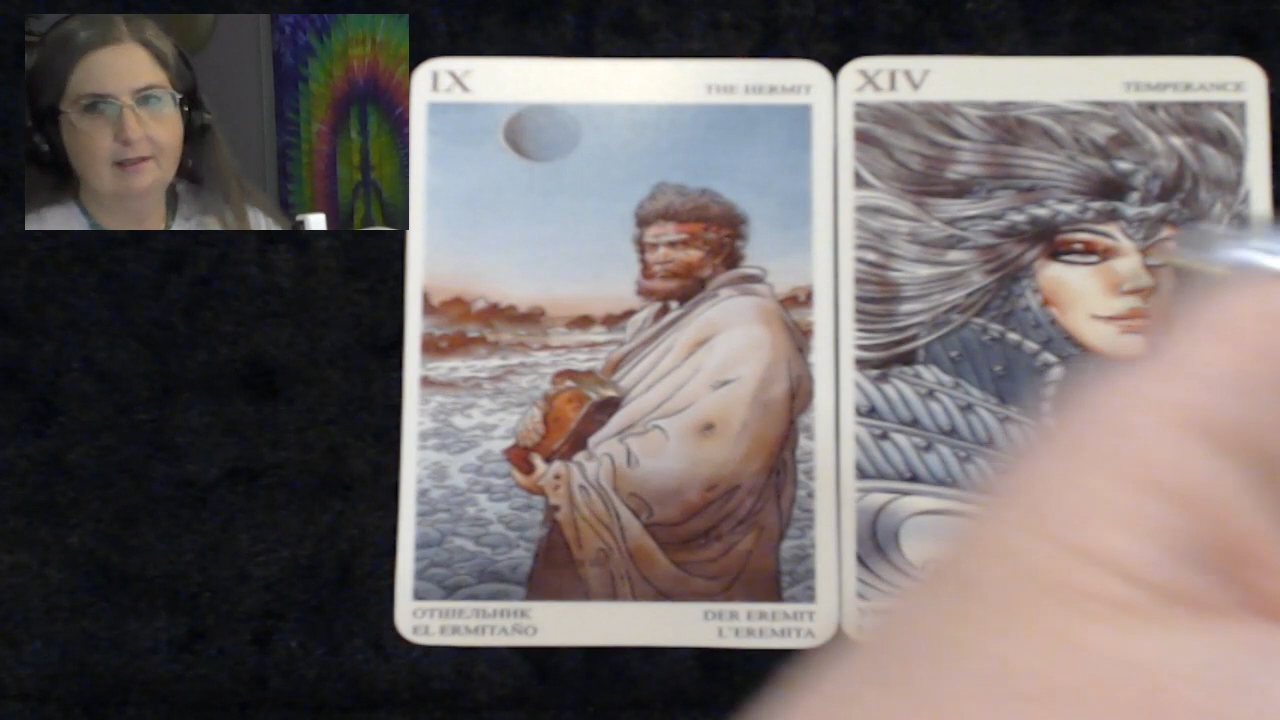 IX
THE HERMIT
ОТШЕЛЬНИК
EL ERMITAÑO
DER EREMIT
L'EREMITA
XIV
TEMPERANCE